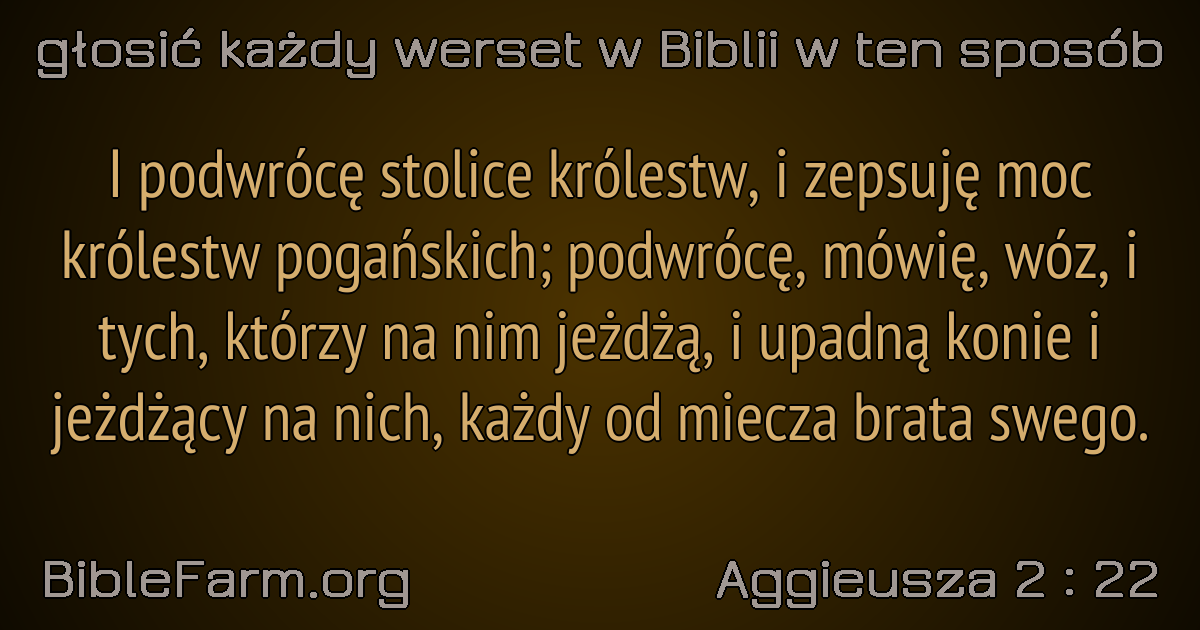 głosić każdy werset w Biblii w ten sposób
I podwrócę stolice królestw, i zepsuję moc
królestw pogańskich; podwrócę, mówię, wóz, i
tych, którzy na nim jeżdżą, i upadną konie i
jeżdżący na nich, każdy od miecza brata swego.
BibleFarm.org
Aggieusza 2 : 22